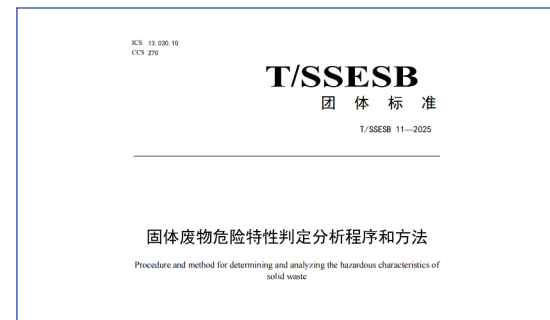 ICS 13.030.10
CCS Z70
T/SSESB
团体标准
T/SSESB 11—2025
固体废物危险特性判定分析程序和方法
Procedure and method for determining and analyzing the hazardous characteristics of
solid waste